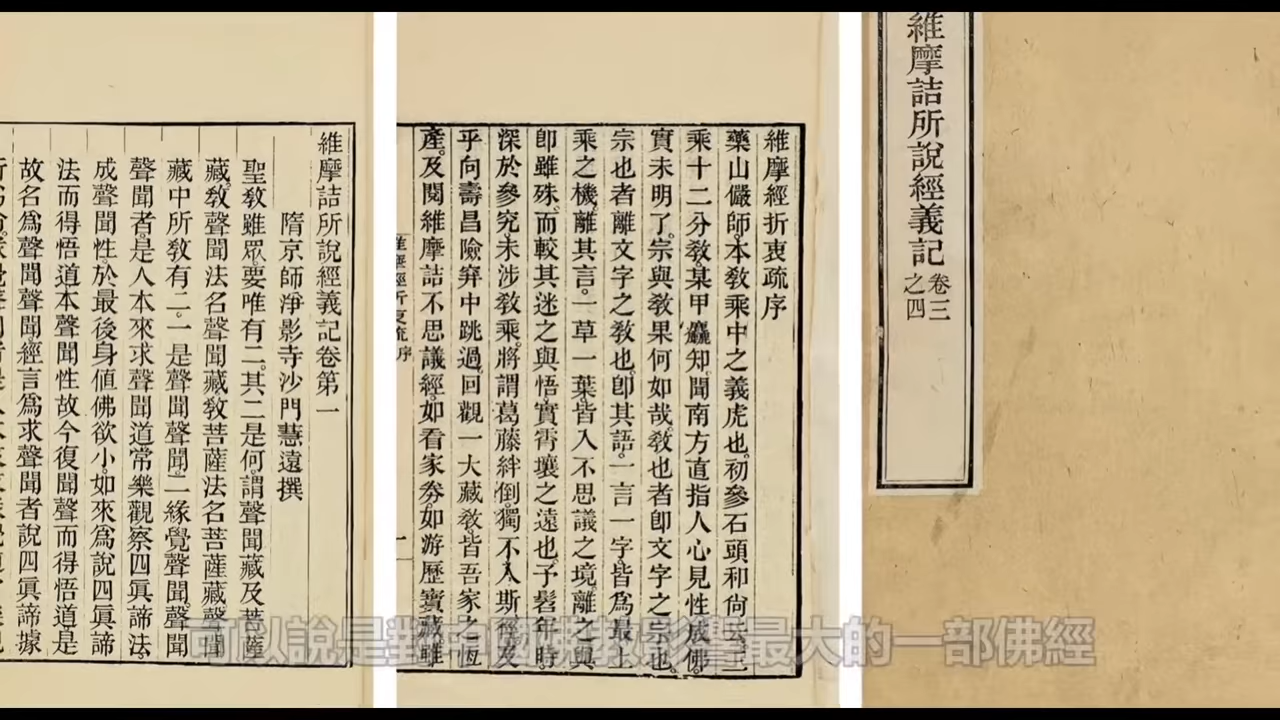 維摩詰所說經義記卷第一
隋京師淨影寺沙門慧遠撰
聖敎雖眾要唯有二。其二是何。謂聲聞藏及菩薩
藏。敎聲聞法名聲聞藏。敎菩薩法名菩薩藏。聲聞
藏中所敎有二。一是聲聞聲聞。二緣覺聲聞。聲聞
聲聞者。是人本來求聲聞道。常樂觀察四眞諦法。
成聲聞性。於最後身值佛欲小。如來爲說四眞諦
法而得悟道。本聲聞性故。今復聞聲而得悟道。是
故名爲聲聞聲聞。經言爲求聲聞者說四眞諦。據
維摩經折衷疏序
藥山儼師。本敎乘中之義虎也。初參石頭和尙云。三
乘十二分敎。某甲麤知。聞南方直指人心見性成佛。
實未明了。宗與敎果何如哉。敎也者卽文字之宗也。
宗也者離文字之敎也。卽其語。一言一字。皆爲最上
乘之機。離其言。一草一葉。皆入不思議之境。離之與
卽雖殊。而較其迷之與悟。實霄壤之遠也。予髫年時。
深於參究。未涉敎乘。將謂葛藤絆倒。獨不入斯徑。及
乎向壽昌險穽中跳過。回觀一大藏敎。皆吾家之恆
產。及閱維摩詰不思議經。如看家券。如游歷寶藏。雖
維摩經折衷疏序
一
維摩詰所說經義記
卷三
之四
可以說是對中國佛教影響最大的一部佛經